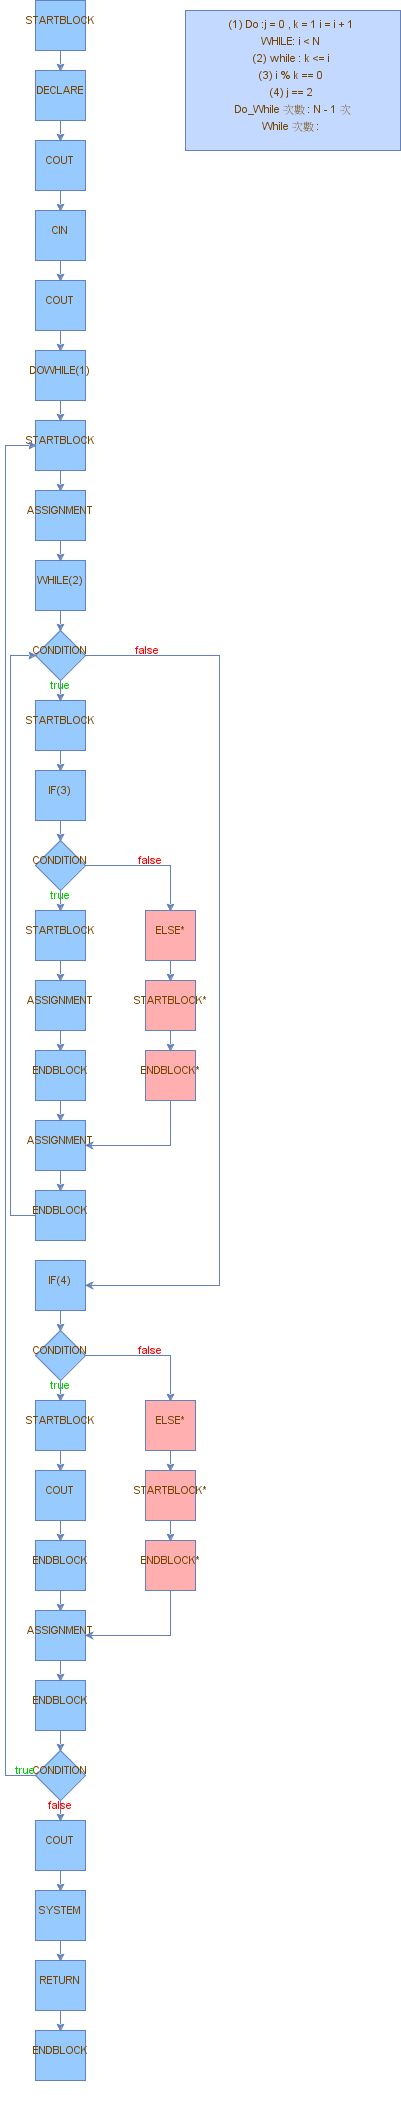 STARTBLOCK
(1) Do :j = 0 , k = 1 i = i + 1
WHILE: i < N
(2) while : k <= i
(3) i % k == 0
(4) j == 2
Do_While 次數 : N - 1 次
While 次數 :
DECLARE
COUT
CIN
COUT
DOWHILE(1)
STARTBLOCK
ASSIGNMENT
WHILE(2)
CONDITION
false
true
STARTBLOCK
IF(3)
CONDITION
false
true
STARTBLOCK
ELSE*
ASSIGNMENT
STARTBLOCK*
ENDBLOCK
ENDBLOCK*
ASSIGNMENT
ENDBLOCK
IF(4)
CONDITION
false
true
STARTBLOCK
ELSE*
COUT
STARTBLOCK*
ENDBLOCK
ENDBLOCK*
ASSIGNMENT
ENDBLOCK
true
CONDITION
false
COUT
SYSTEM
RETURN
ENDBLOCK